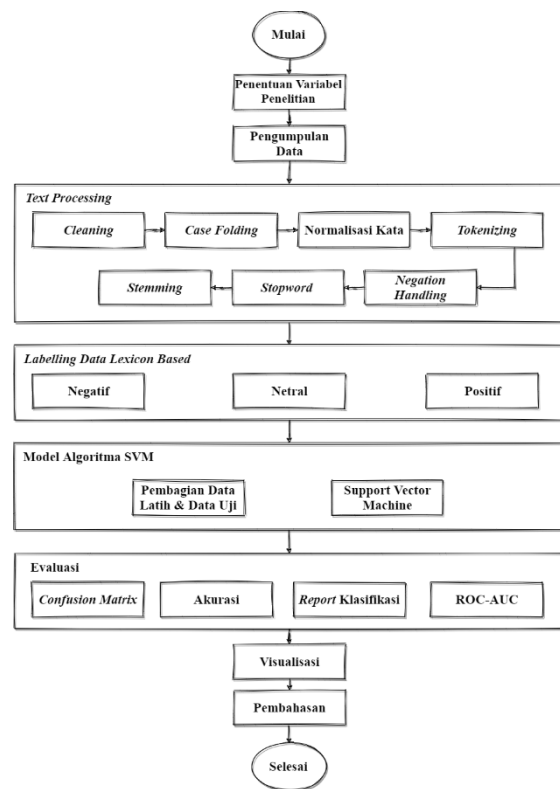 Mulai
Penentuan Variabel
Penelitian
Pengumpulan
Data
Text Processing
Cleaning
Case Folding
Normalisasi Kata
Tokenizing
Stemming
Stopword
Negation
Handling
Labelling Data Lexicon Based
Negatif
Netral
Positif
Model Algoritma SVM
Pembagian Data
Latih & Data Uji
Support Vector
Machine
Evaluasi
Confusion Matrix
Akurasi
Report Klasifikasi
ROC-AUC
Visualisasi
Pembahasan
Selesai